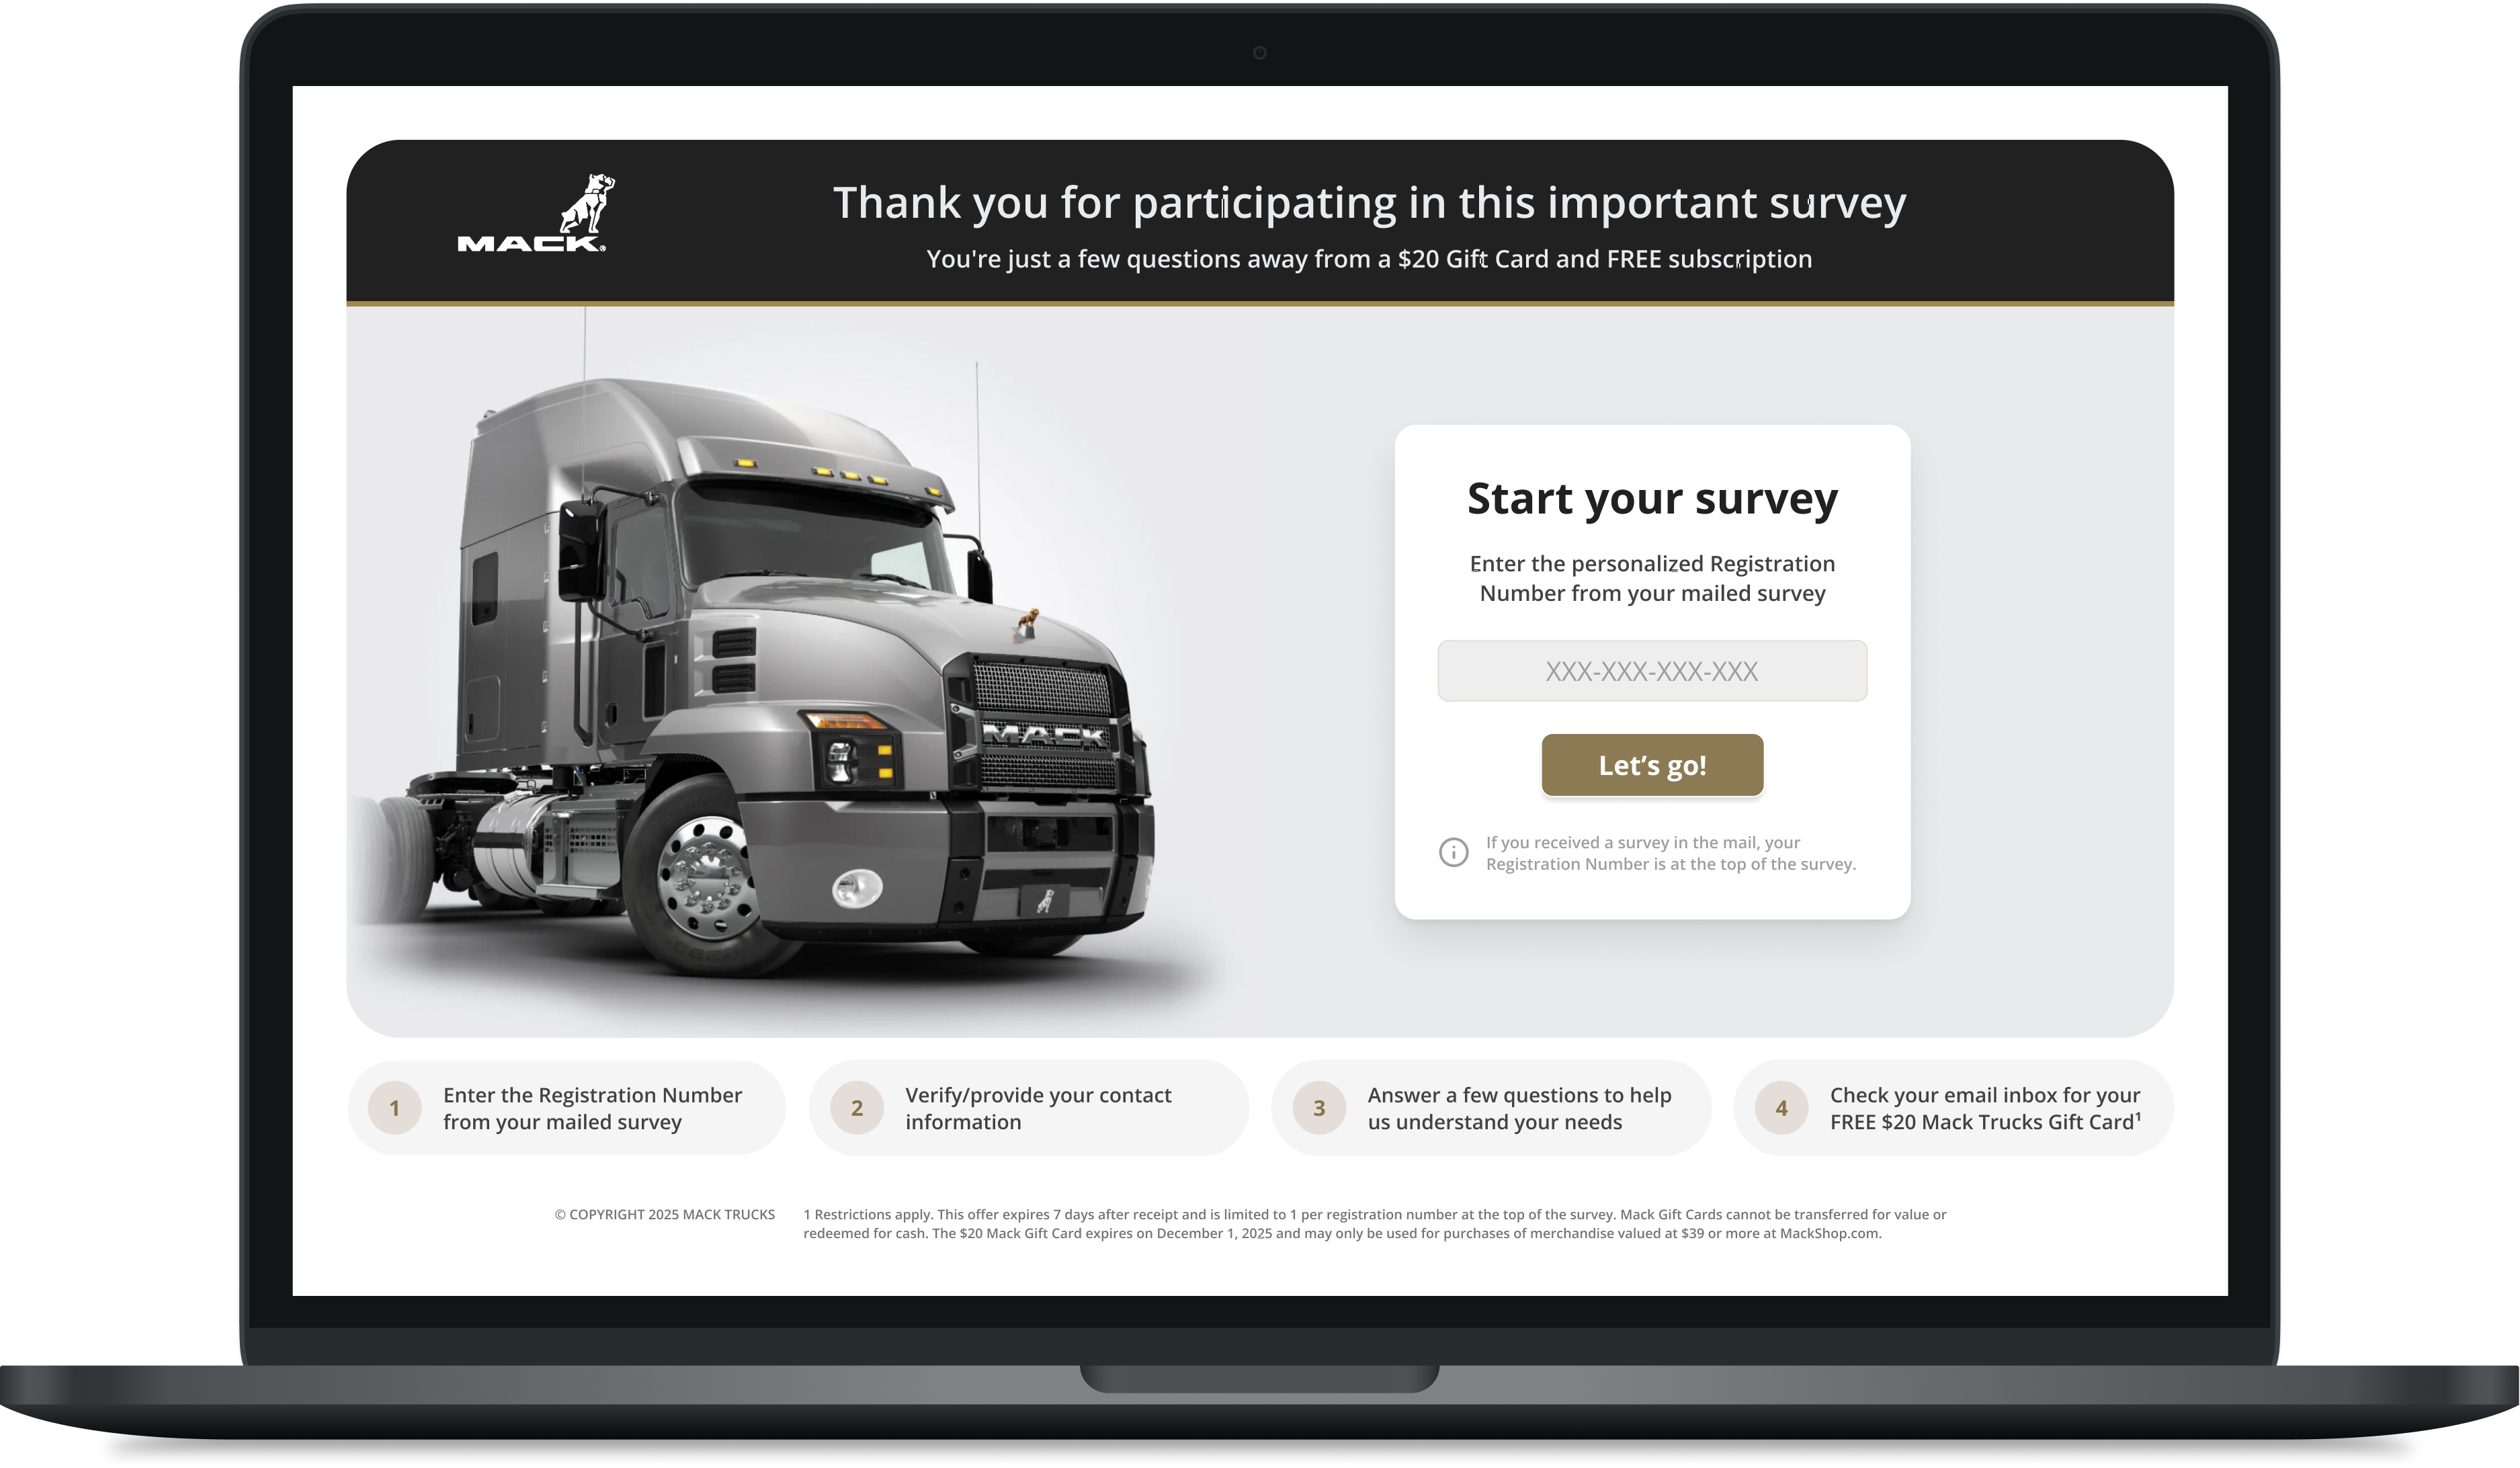 MACK®
Thank you for participating in this important survey
You're just a few questions away from a $20 Gift Card and FREE subscription
MACK
Start your survey
Enter the personalized Registration
Number from your mailed survey
XXX-XXX-XXX-XXX
Let’s go!
If you received a survey in the mail, your
Registration Number is at the top of the survey.
1
Enter the Registration Number
from your mailed survey
2
Verify/provide your contact
information
3
Answer a few questions to help
us understand your needs
4
Check your email inbox for your
FREE $20 Mack Trucks Gift Card¹
© COPYRIGHT 2025 MACK TRUCKS
1 Restrictions apply. This offer expires 7 days after receipt and is limited to 1 per registration number at the top of the survey. Mack Gift Cards cannot be transferred for value or
redeemed for cash. The $20 Mack Gift Card expires on December 1, 2025 and may only be used for purchases of merchandise valued at $39 or more at MackShop.com.